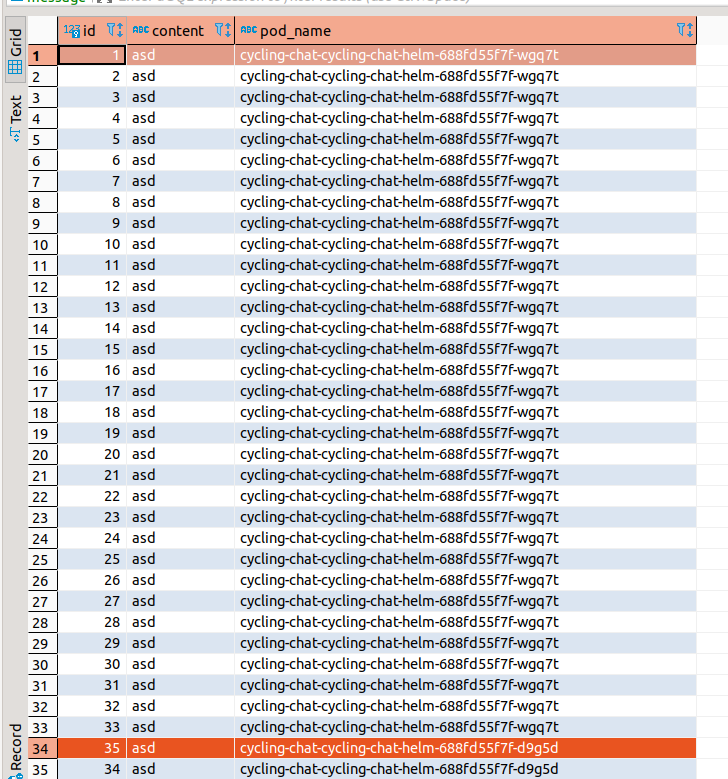 message
Grid
Text
Record
id content pod_name
1 1 asd cycling-chat-cycling-chat-helm-688fd55f7f-wgq7t
2 2 asd cycling-chat-cycling-chat-helm-688fd55f7f-wgq7t
3 3 asd cycling-chat-cycling-chat-helm-688fd55f7f-wgq7t
4 4 asd cycling-chat-cycling-chat-helm-688fd55f7f-wgq7t
5 5 asd cycling-chat-cycling-chat-helm-688fd55f7f-wgq7t
6 6 asd cycling-chat-cycling-chat-helm-688fd55f7f-wgq7t
7 7 asd cycling-chat-cycling-chat-helm-688fd55f7f-wgq7t
8 8 asd cycling-chat-cycling-chat-helm-688fd55f7f-wgq7t
9 9 asd cycling-chat-cycling-chat-helm-688fd55f7f-wgq7t
10 10 asd cycling-chat-cycling-chat-helm-688fd55f7f-wgq7t
11 11 asd cycling-chat-cycling-chat-helm-688fd55f7f-wgq7t
12 12 asd cycling-chat-cycling-chat-helm-688fd55f7f-wgq7t
13 13 asd cycling-chat-cycling-chat-helm-688fd55f7f-wgq7t
14 14 asd cycling-chat-cycling-chat-helm-688fd55f7f-wgq7t
15 15 asd cycling-chat-cycling-chat-helm-688fd55f7f-wgq7t
16 16 asd cycling-chat-cycling-chat-helm-688fd55f7f-wgq7t
17 17 asd cycling-chat-cycling-chat-helm-688fd55f7f-wgq7t
18 18 asd cycling-chat-cycling-chat-helm-688fd55f7f-wgq7t
19 19 asd cycling-chat-cycling-chat-helm-688fd55f7f-wgq7t
20 20 asd cycling-chat-cycling-chat-helm-688fd55f7f-wgq7t
21 21 asd cycling-chat-cycling-chat-helm-688fd55f7f-wgq7t
22 22 asd cycling-chat-cycling-chat-helm-688fd55f7f-wgq7t
23 23 asd cycling-chat-cycling-chat-helm-688fd55f7f-wgq7t
24 24 asd cycling-chat-cycling-chat-helm-688fd55f7f-wgq7t
25 25 asd cycling-chat-cycling-chat-helm-688fd55f7f-wgq7t
26 26 asd cycling-chat-cycling-chat-helm-688fd55f7f-wgq7t
27 27 asd cycling-chat-cycling-chat-helm-688fd55f7f-wgq7t
28 28 asd cycling-chat-cycling-chat-helm-688fd55f7f-wgq7t
29 29 asd cycling-chat-cycling-chat-helm-688fd55f7f-wgq7t
30 30 asd cycling-chat-cycling-chat-helm-688fd55f7f-wgq7t
31 31 asd cycling-chat-cycling-chat-helm-688fd55f7f-wgq7t
32 32 asd cycling-chat-cycling-chat-helm-688fd55f7f-wgq7t
33 33 asd cycling-chat-cycling-chat-helm-688fd55f7f-wgq7t
34 35 asd cycling-chat-cycling-chat-helm-688fd55f7f-d9g5d
35 34 asd cycling-chat-cycling-chat-helm-688fd55f7f-d9g5d